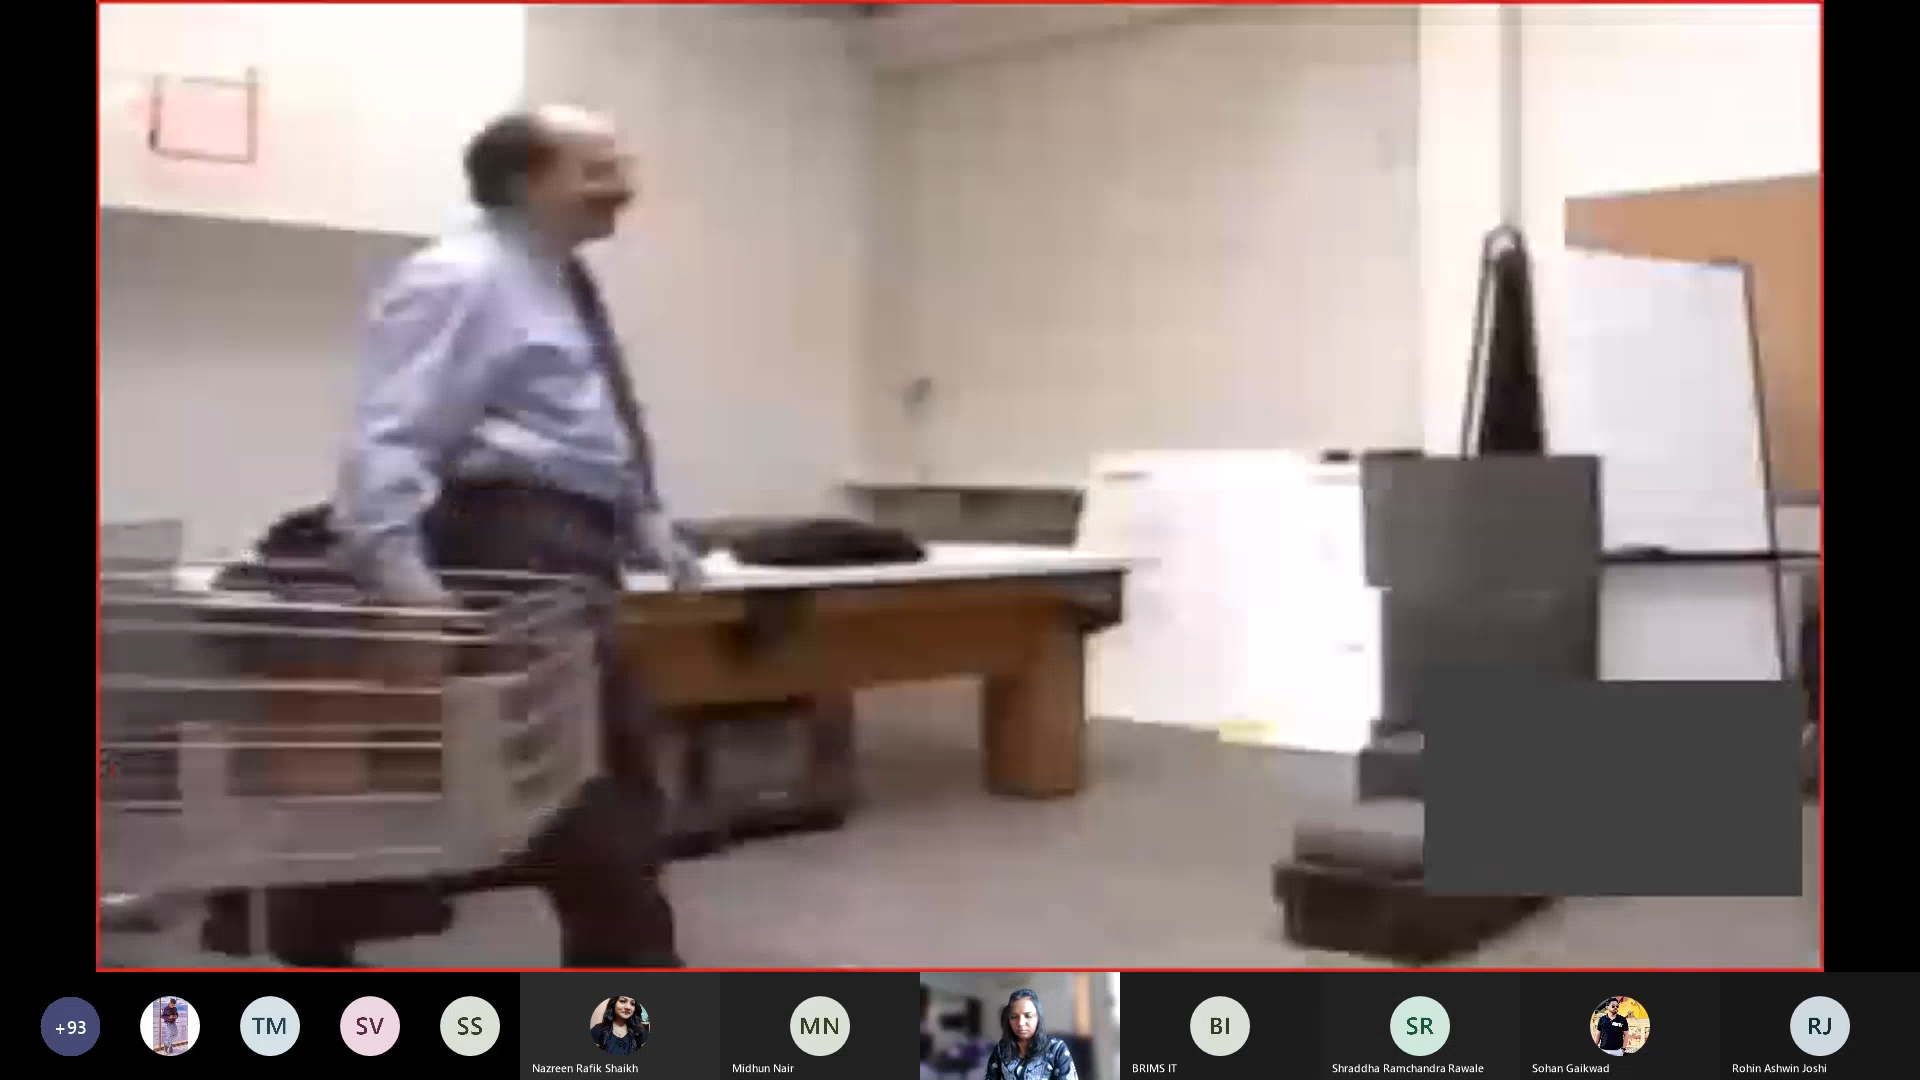 +93
TM
SV
SS
Nazreen Rafik Shaikh
MN
Midhun Nair
BI
BRIMS IT
SR
Shraddha Ramchandra Rawale
Sohan Gaikwad
RJ
Rohin Ashwin Joshi